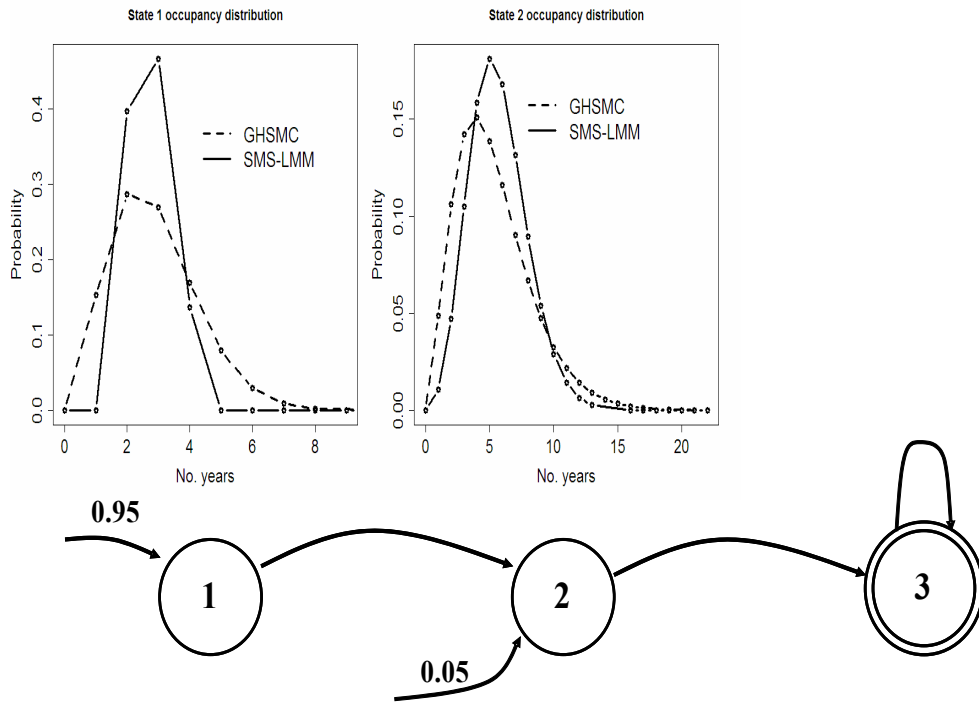 State 1 occupancy distribution
Probability
0.0
0.1
0.2
0.3
0.4
GHSMC
SMS-LMM
0 2 4 6 8
No. years
State 2 occupancy distribution
Probability
0.00
0.05
0.10
0.15
GHSMC
SMS-LMM
0 5 10 15 20
No. years
0.95
1
2
3
0.05